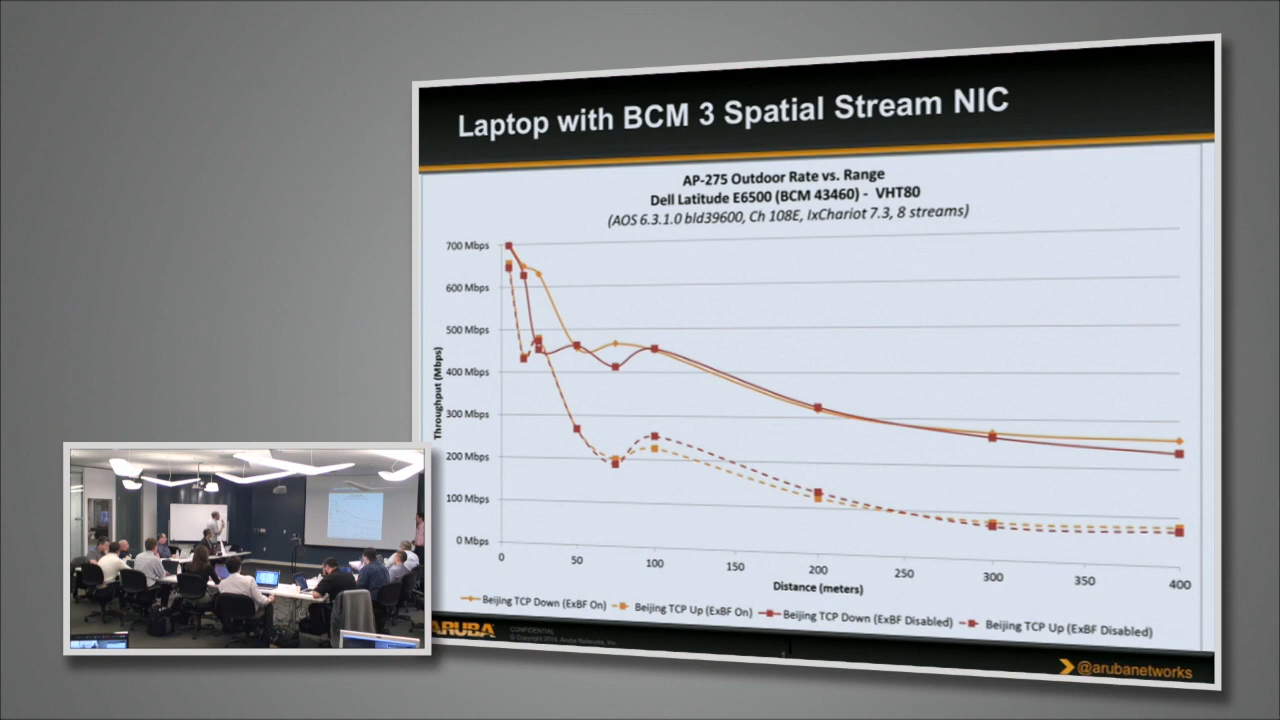 Laptop with BCM 3 Spatial Stream NIC
AP-275 Outdoor Rate vs. Range
Dell Latitude E6500 (BCM 43460) - VHT80
(AOS 6.3.1.0 bld39600, Ch 108E, IxChariot 7.3, 8 streams)
Throughput (Mbps)
700 Mbps
600 Mbps
500 Mbps
400 Mbps
300 Mbps
200 Mbps
100 Mbps
0 Mbps
0 50 100 150 200 250 300 350 400
Distance (meters)
Beijing TCP Down (ExBF On) Beijing TCP Up (ExBF On) Beijing TCP Down (ExBF Disabled) Beijing TCP Up (ExBF Disabled)
ARUBA
CONFIDENTIAL
© Copyright 2014. Aruba Networks, Inc.
@arubanetworks